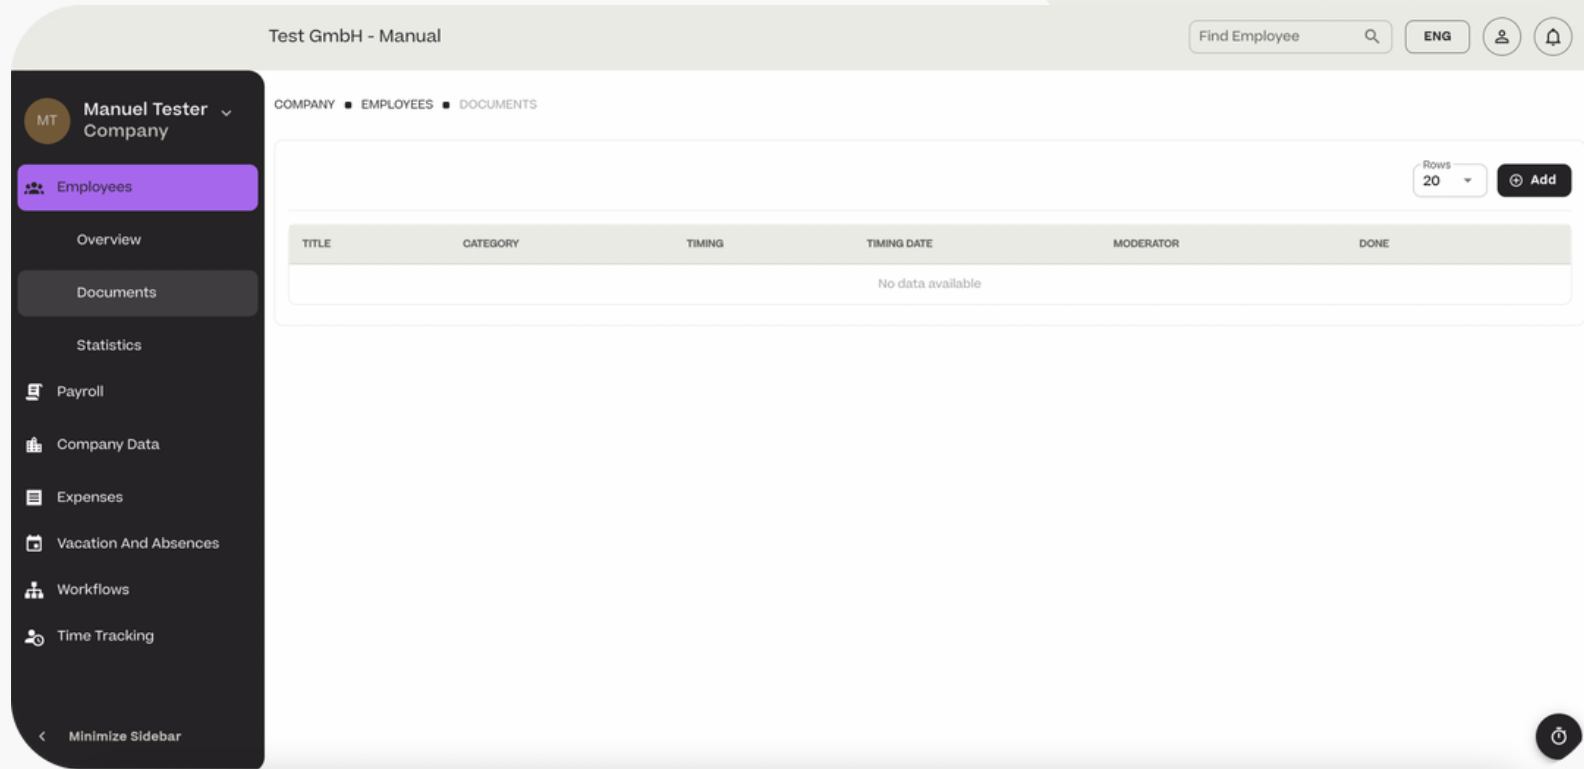 Test GmbH - Manual
Find Employee
ENG
MT
Manuel Tester
Company
Employees
Overview
Documents
Statistics
Payroll
Company Data
Expenses
Vacation And Absences
Workflows
Time Tracking
Minimize Sidebar
COMPANY ■ EMPLOYEES ■ DOCUMENTS
Rows
20
Add
TITLE CATEGORY TIMING TIMING DATE MODERATOR DONE
No data available